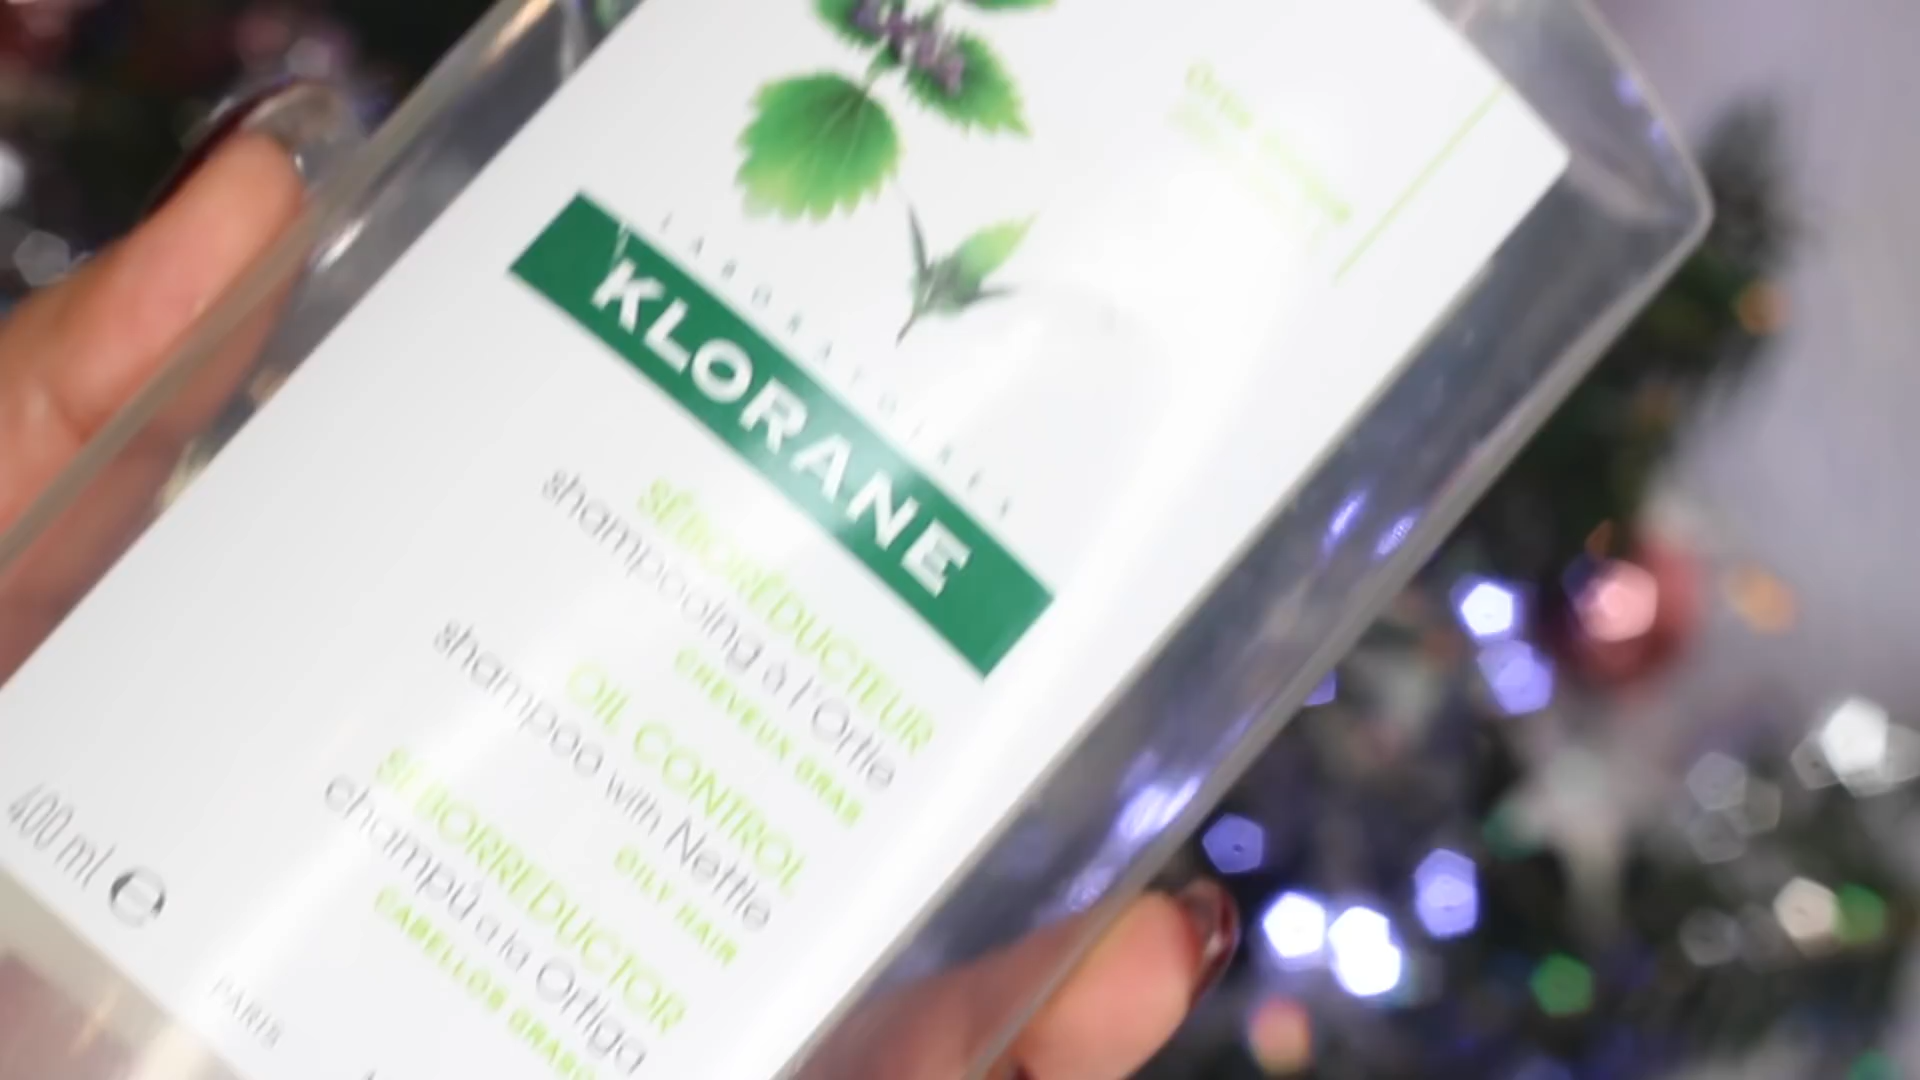 LABORATOIRES
KLORANE
SÉBORÉDUCTEUR
shampooing à l'Ortie
CHEVEUX GRAS
OIL CONTROL
shampoo with Nettle
OILY HAIR
SEBORREDUCTOR
champú a la Ortiga
CABELLOS GRASOS
400 ml e
PARIS